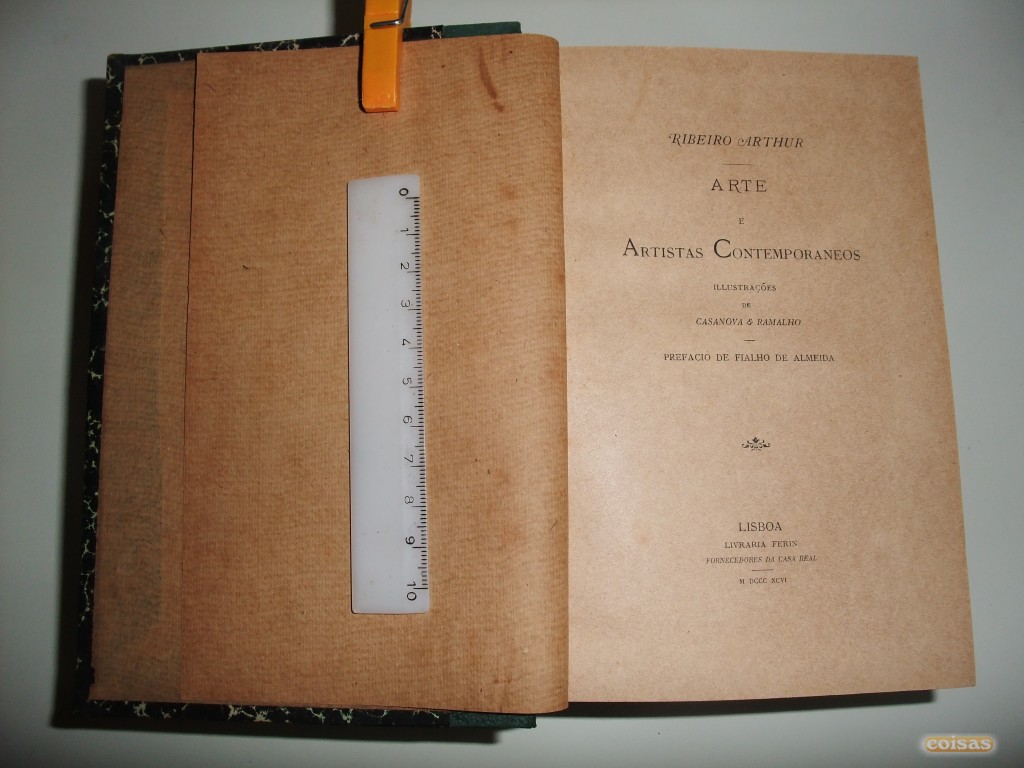 0
1
2
3
4
5
6
7
8
9
10
RIBEIRO ARTHUR
ARTE
E
ARTISTAS CONTEMPORANEOS
ILLUSTRAÇÕES
DE
CASANOVA & RAMALHO
PREFACIO DE FIALHO DE ALMEIDA
LISBOA
LIVRARIA FERIN
FORNECEDORES DA CASA REAL
M DCCC XCVI
coisas